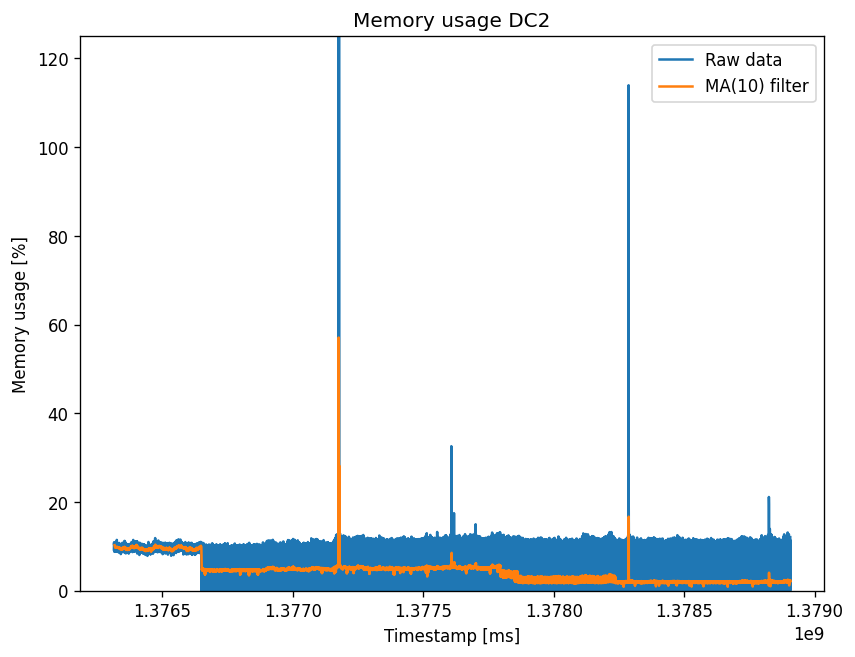 Memory usage DC2
Raw data
MA(10) filter
Memory usage [%]
120
100
80
60
40
20
0
1.3765 1.3770 1.3775 1.3780 1.3785 1.3790
1e9
Timestamp [ms]